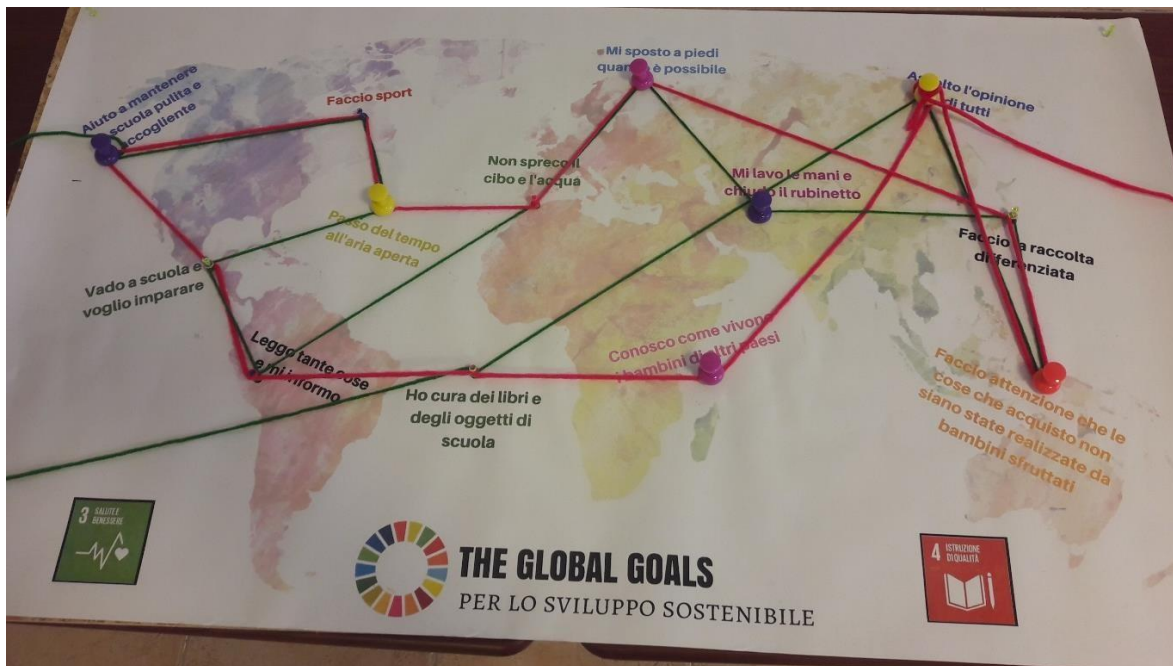 Aiuto a mantenere
scuola pulita e
accogliente
Faccio sport
Mi sposto a piedi
quando è possibile
Ascolto l'opinione
di tutti
Non spreco il
cibo e l'acqua
Mi lavo le mani e
chiudo il rubinetto
Passo del tempo
all'aria aperta
Vado a scuola e
voglio imparare
Faccio la raccolta
differenziata
Leggo tante cose
e mi informo
Ho cura dei libri e
degli oggetti di
scuola
Conosco come vivono
i bambini di altri paesi
Faccio attenzione che le
cose che acquisto non
siano state realizzate da
bambini sfruttati
3 SALUTE E
BENESSERE
THE GLOBAL GOALS
PER LO SVILUPPO SOSTENIBILE
4 ISTRUZIONE
DI QUALITÀ